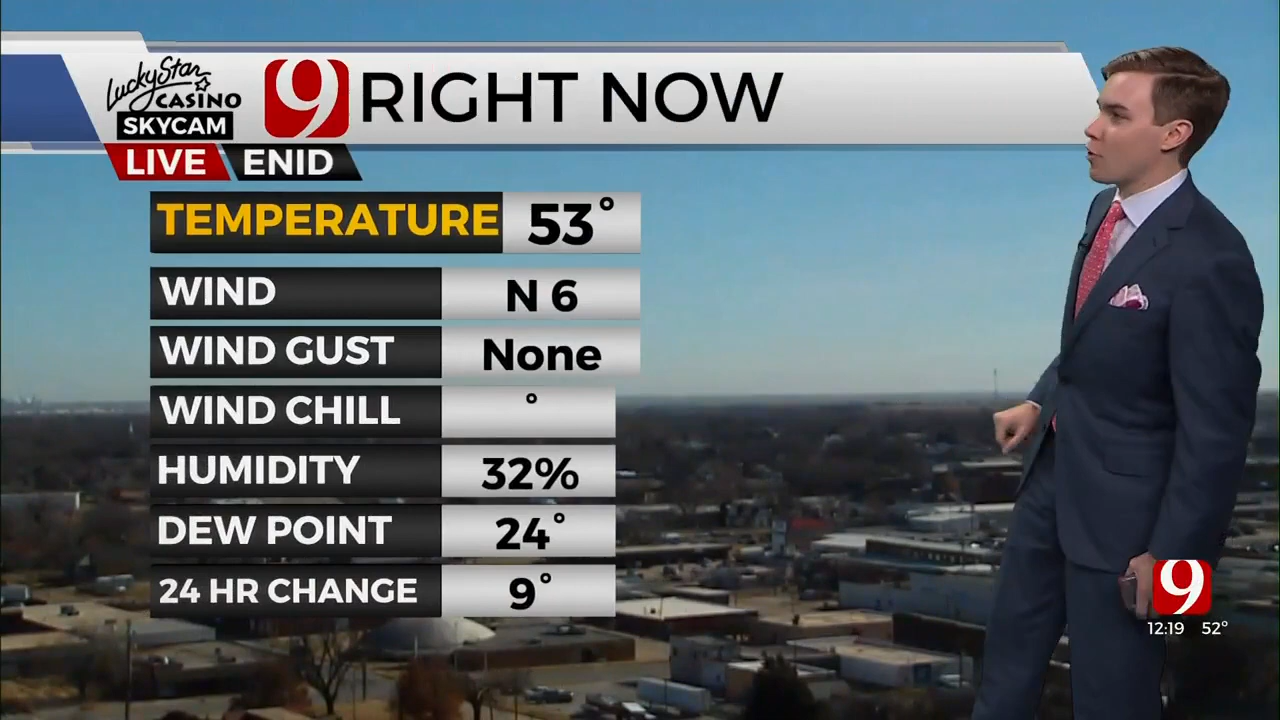 Lucky Star
CASINO
SKYCAM
9 RIGHT NOW
LIVE ENID
TEMPERATURE 53°
WIND N 6
WIND GUST None
WIND CHILL °
HUMIDITY 32%
DEW POINT 24°
24 HR CHANGE 9°
9
12:19 52°